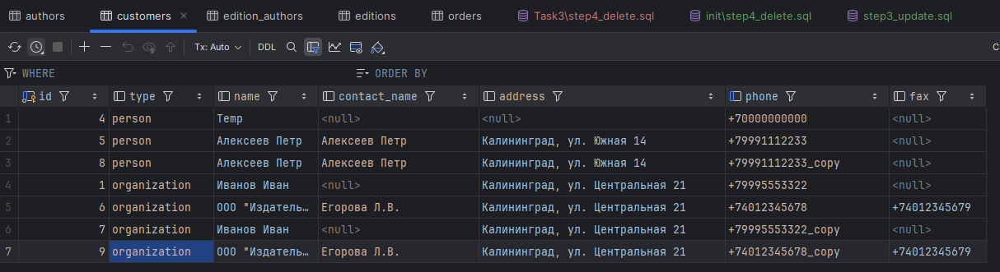 authors customers edition_authors editions orders Task3\step4_delete.sql init\step4_delete.sql step3_update.sql
Tx: Auto DDL C
WHERE ORDER BY
id type name contact_name address phone fax
1 4 person Temp <null> <null> +70000000000 <null>
2 5 person Алексеев Петр Алексеев Петр Калининград, ул. Южная 14 +79991112233 <null>
3 8 person Алексеев Петр Алексеев Петр Калининград, ул. Южная 14 +79991112233_copy <null>
4 1 organization Иванов Иван <null> Калининград, ул. Центральная 21 +79995553322 <null>
5 6 organization ООО "Издатель… Егорова Л.В. Калининград, ул. Центральная 21 +74012345678 +74012345679
6 7 organization Иванов Иван <null> Калининград, ул. Центральная 21 +79995553322_copy <null>
7 9 organization ООО "Издатель… Егорова Л.В. Калининград, ул. Центральная 21 +74012345678_copy +74012345679